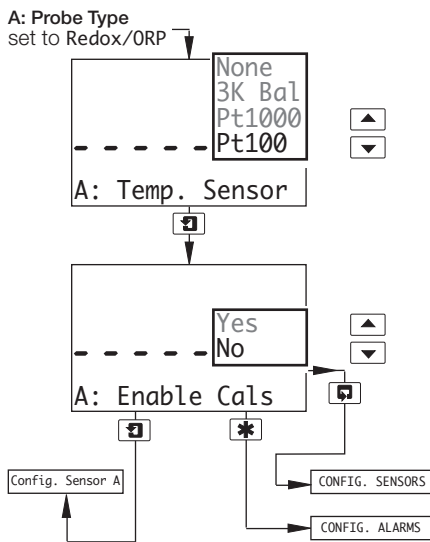 A: Probe Type
set to Redox/ORP
None
3K Bal
Pt1000
Pt100
- - - - -
A: Temp. Sensor
Yes
No
- - - - -
A: Enable Cals
Config. Sensor A
CONFIG. SENSORS
CONFIG. ALARMS